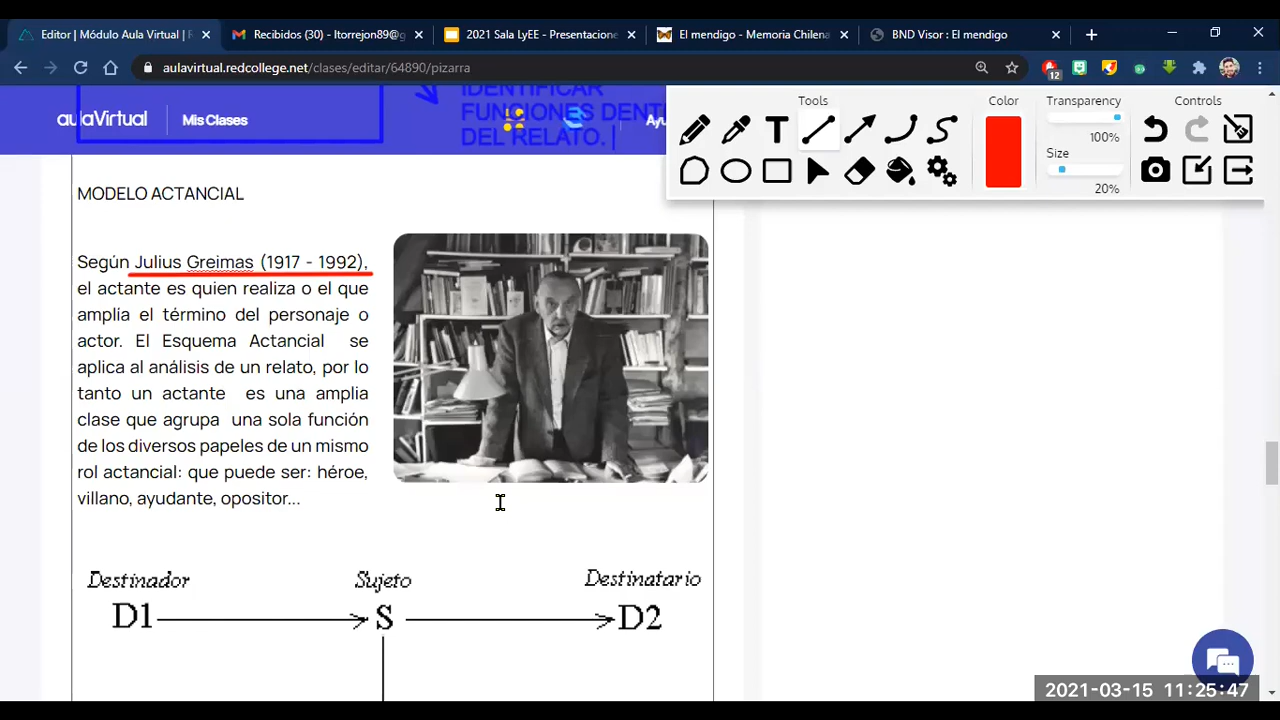 Editor | Módulo Aula Virtual | R
Recibidos (30) - ltorrejon89@g
2021 Sala LyEE - Presentacione
El mendigo - Memoria Chilena
BND Visor : El mendigo
aulavirtual.redcollege.net/clases/editar/64890/pizarra
12
aulaVirtual
Mis Clases
Ayu
IDENTIFICAR
FUNCIONES DENT
DEL RELATO.
Tools
Color
Transparency
100%
Size
20%
Controls
MODELO ACTANCIAL
Según Julius Greimas (1917 - 1992),
el actante es quien realiza o el que
amplia el término del personaje o
actor. El Esquema Actancial se
aplica al análisis de un relato, por lo
tanto un actante es una amplia
clase que agrupa una sola función
de los diversos papeles de un mismo
rol actancial: que puede ser: héroe,
villano, ayudante, opositor...
Destinador Sujeto Destinatario
D1 S D2
2021-03-15 11:25:47